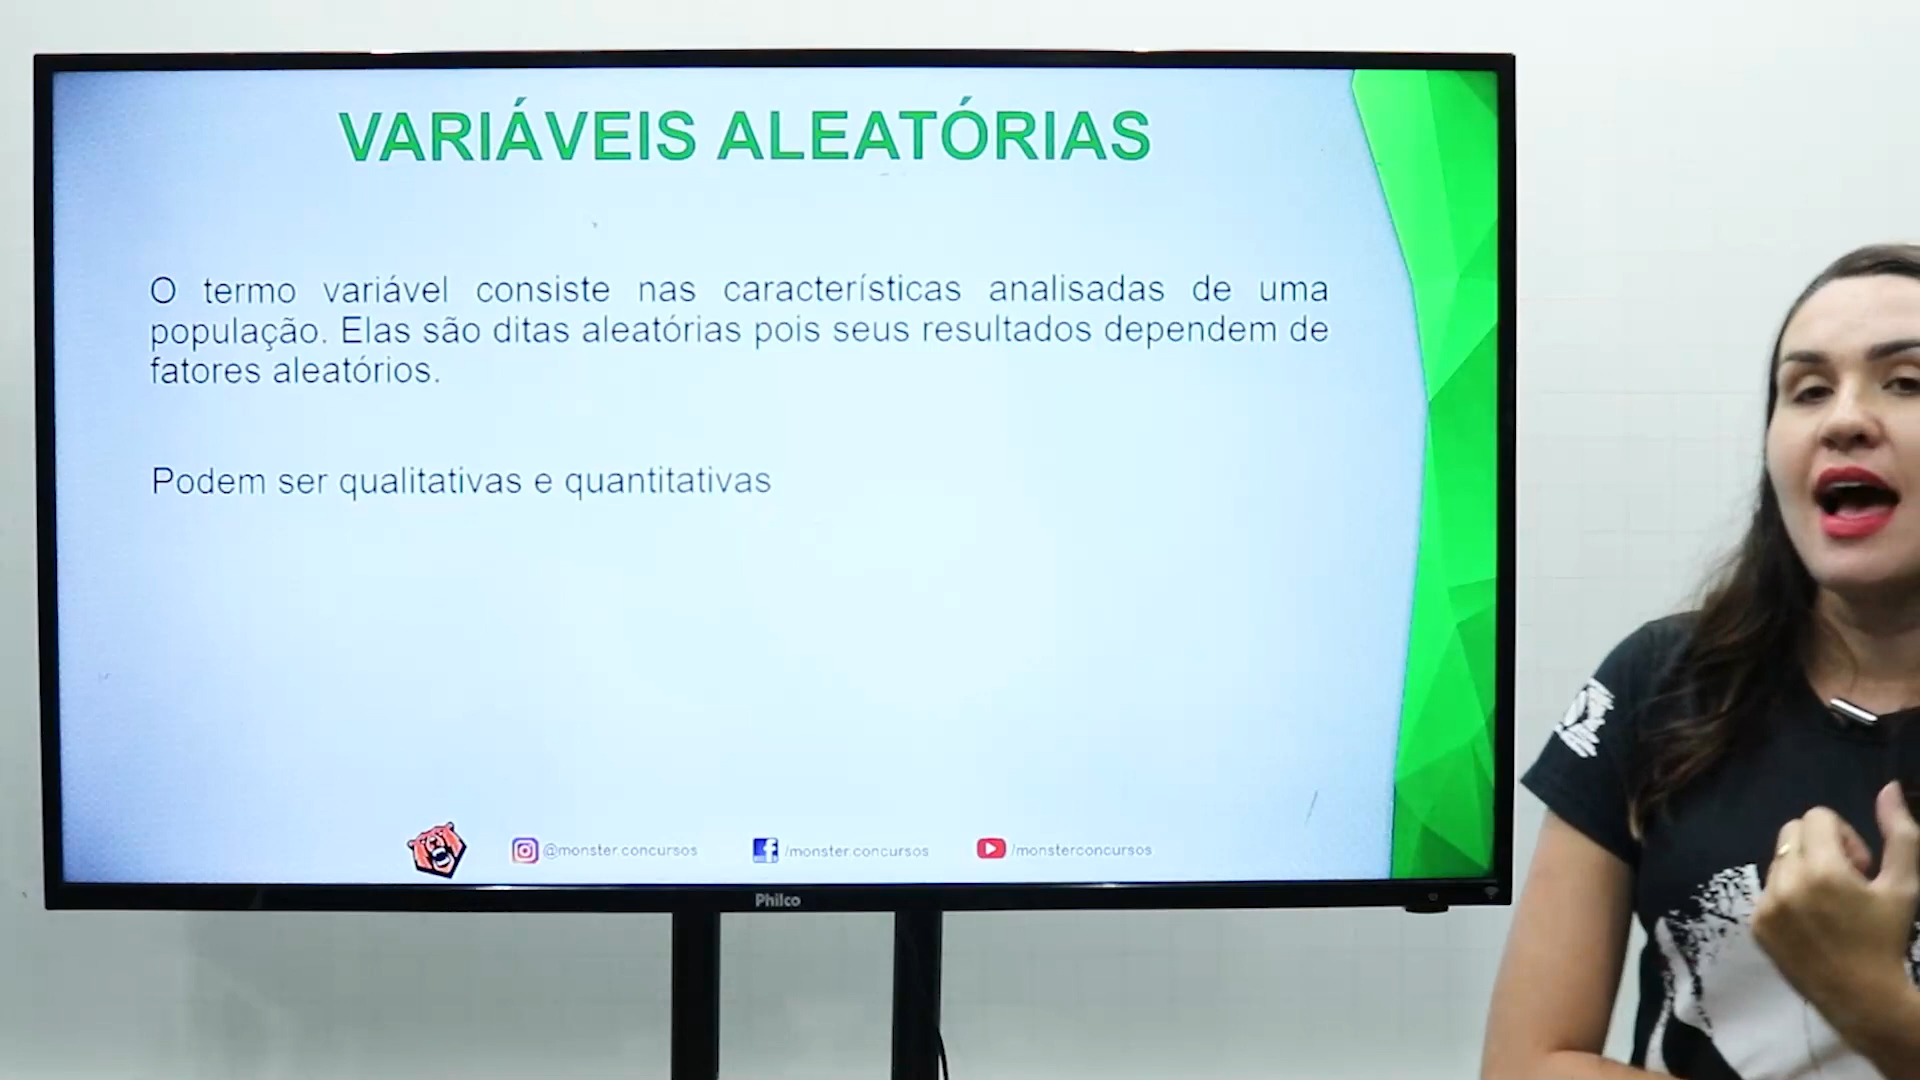 VARIÁVEIS ALEATÓRIAS
O termo variável consiste nas características analisadas de uma
população. Elas são ditas aleatórias pois seus resultados dependem de
fatores aleatórios.
Podem ser qualitativas e quantitativas
@monster.concursos /monster.concursos /monsterconcursos
Philco